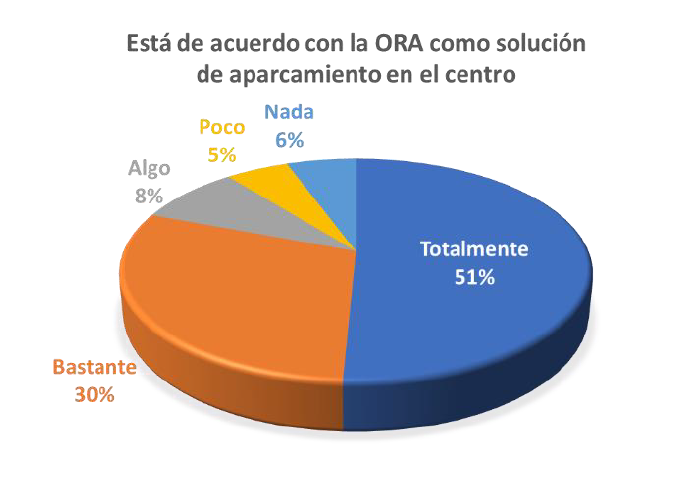 Está de acuerdo con la ORA como solución
de aparcamiento en el centro
Nada
6%
Poco
5%
Algo
8%
Totalmente
51%
Bastante
30%